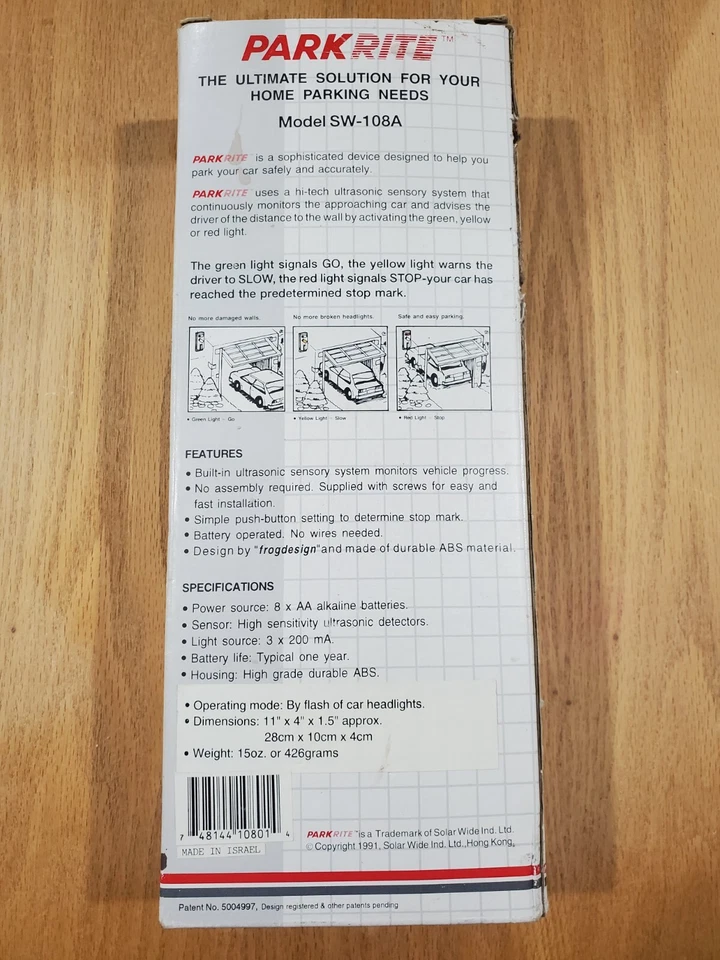 PARKRITE™
THE ULTIMATE SOLUTION FOR YOUR
HOME PARKING NEEDS
Model SW-108A
PARKRITE is a sophisticated device designed to help you
park your car safely and accurately.
PARKRITE uses a hi-tech ultrasonic sensory system that
continuously monitors the approaching car and advises the
driver of the distance to the wall by activating the green, yellow
or red light.
The green light signals GO, the yellow light warns the
driver to SLOW, the red light signals STOP-your car has
reached the predetermined stop mark.
No more damaged walls. No more broken headlights. Safe and easy parking.
• Green Light - Go • Yellow Light - Slow • Red Light - Stop
FEATURES
• Built-in ultrasonic sensory system monitors vehicle progress.
• No assembly required. Supplied with screws for easy and
fast installation.
• Simple push-button setting to determine stop mark.
• Battery operated. No wires needed.
• Design by "frogdesign"and made of durable ABS material.
SPECIFICATIONS
• Power source: 8 x AA alkaline batteries.
• Sensor: High sensitivity ultrasonic detectors.
• Light source: 3 x 200 mA.
• Battery life: Typical one year.
• Housing: High grade durable ABS.
• Operating mode: By flash of car headlights.
• Dimensions: 11" x 4" x 1.5" approx.
28cm x 10cm x 4cm
• Weight: 15oz. or 426grams
7 48144 10801 4
MADE IN ISRAEL
PARKRITE™ is a Trademark of Solar Wide Ind. Ltd.
© Copyright 1991, Solar Wide Ind. Ltd., Hong Kong,
Patent No. 5004997, Design registered & other patents pending